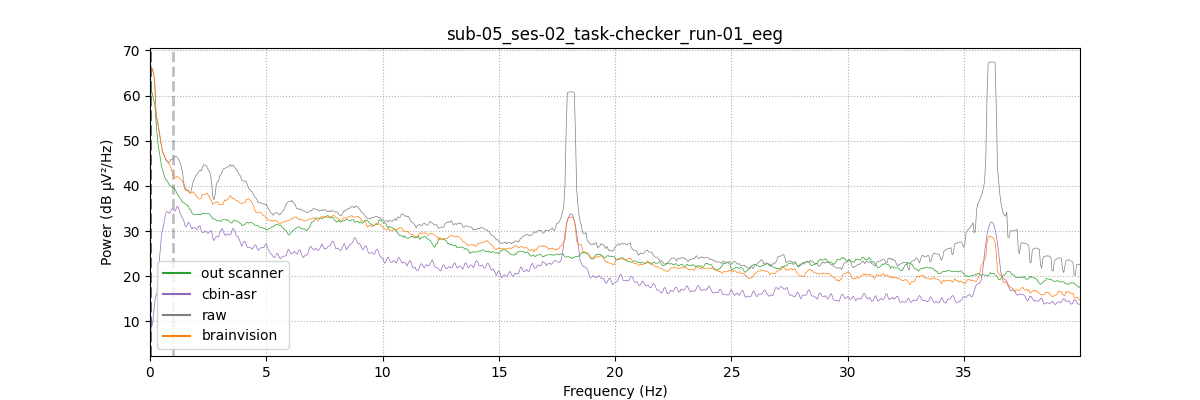 sub-05_ses-02_task-checker_run-01_eeg
70
60
50
40
30
20
10
Power (dB µV²/Hz)
out scanner
cbin-asr
raw
brainvision
0 5 10 15 20 25 30 35
Frequency (Hz)